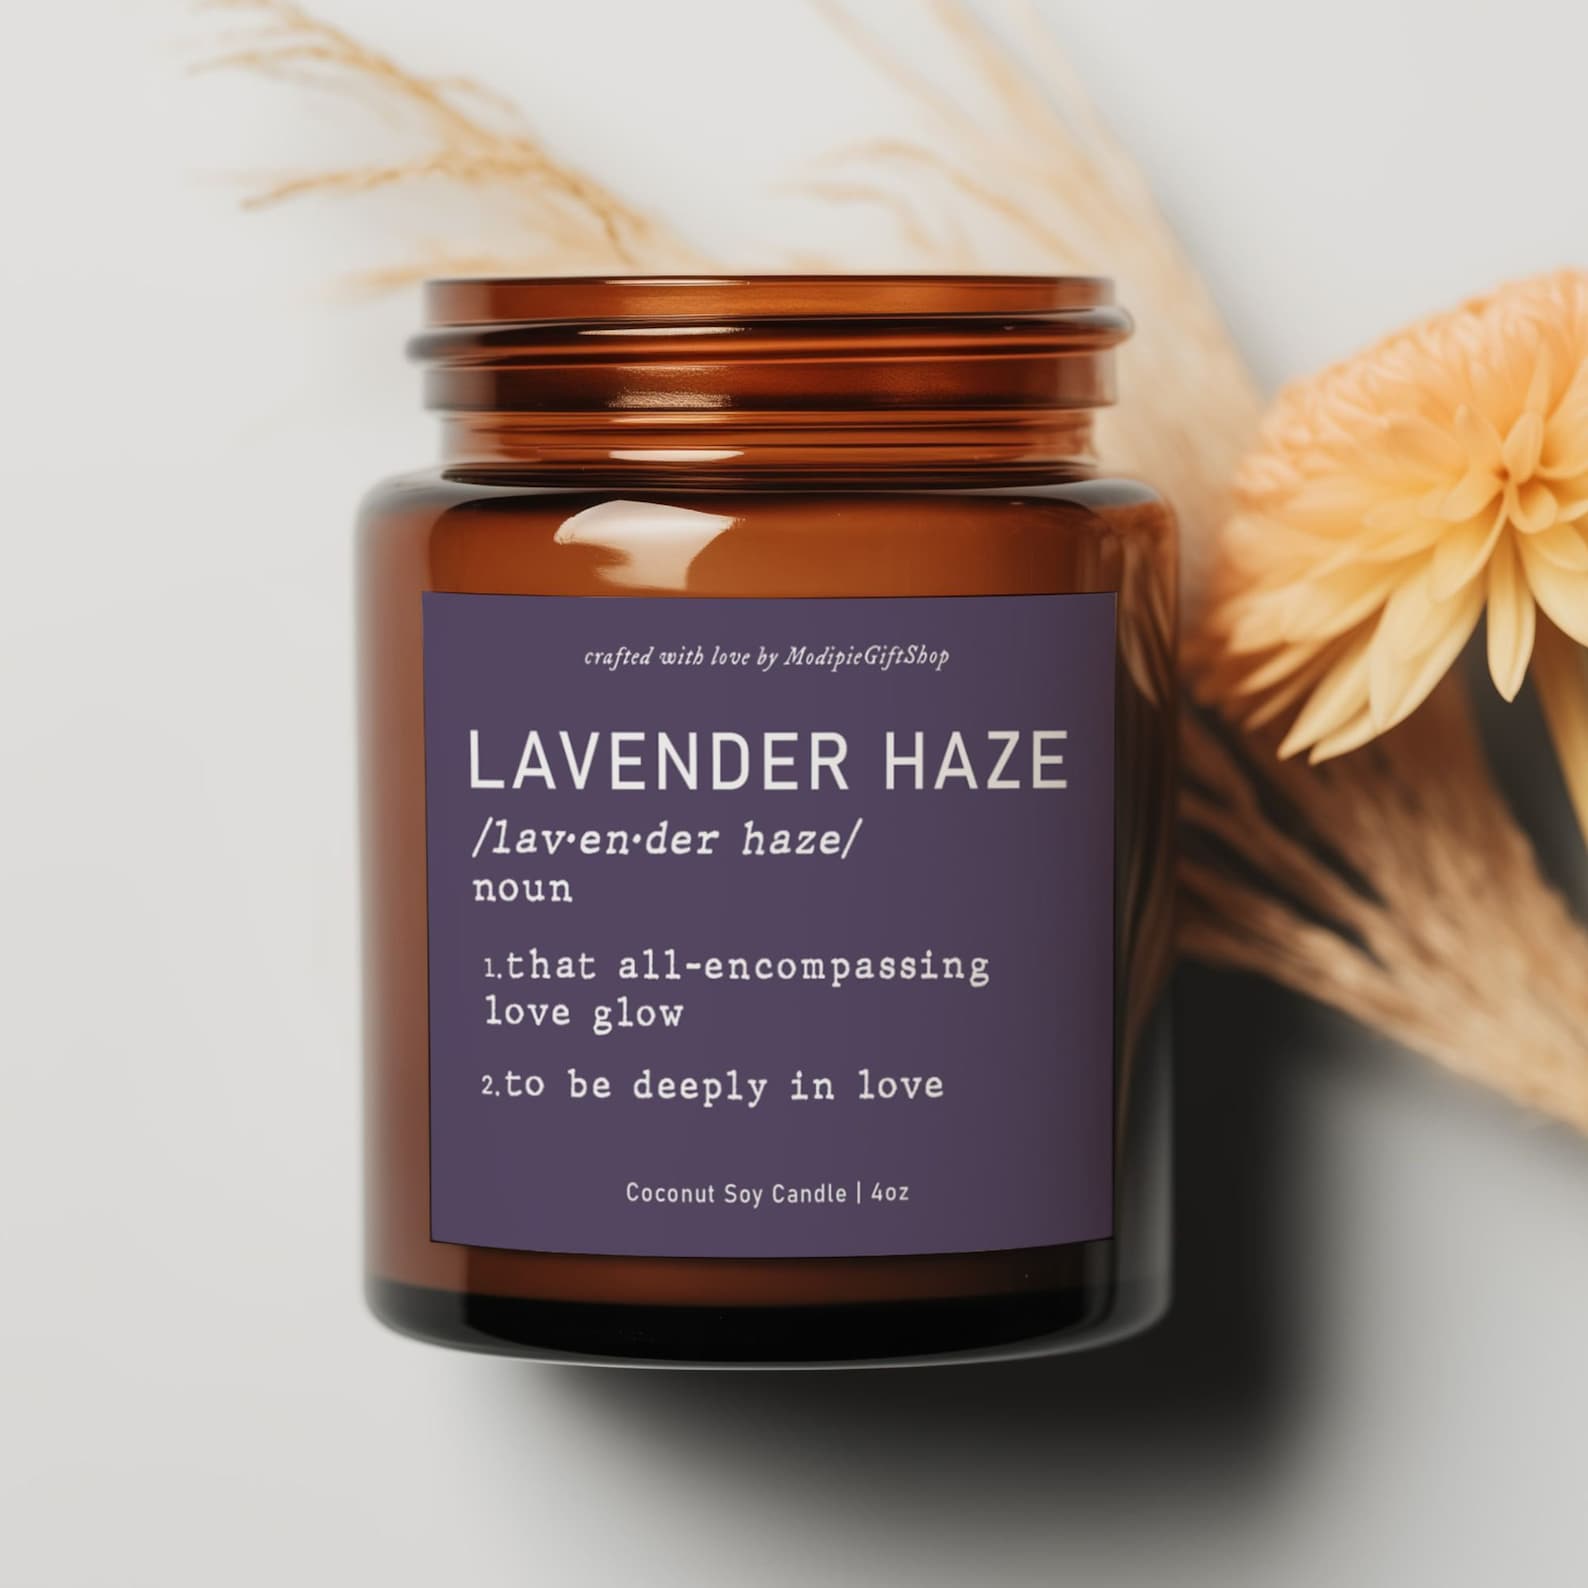 crafted with love by ModipieGiftShop
LAVENDER HAZE
/lav•en•der haze/
noun
1.that all-encompassing
love glow
2.to be deeply in love
Coconut Soy Candle | 4oz